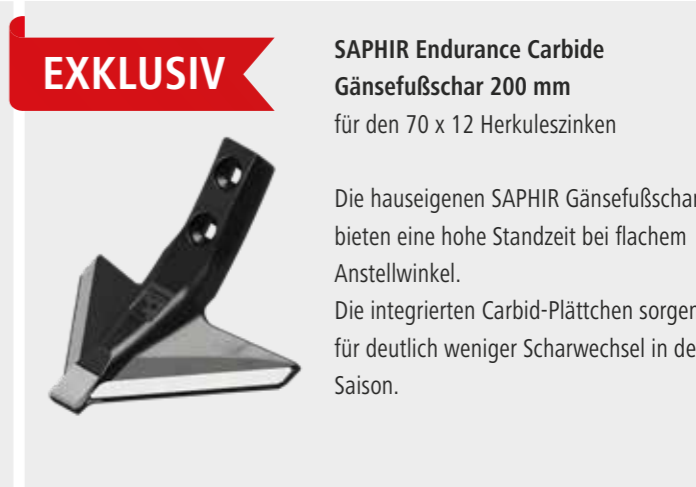 EXKLUSIV
SAPHIR Endurance Carbide
Gänsefußschar 200 mm
für den 70 x 12 Herkuleszinken
Die hauseigenen SAPHIR Gänsefußschar
bieten eine hohe Standzeit bei flachem
Anstellwinkel.
Die integrierten Carbid-Plättchen sorgen
für deutlich weniger Scharwechsel in de
Saison.